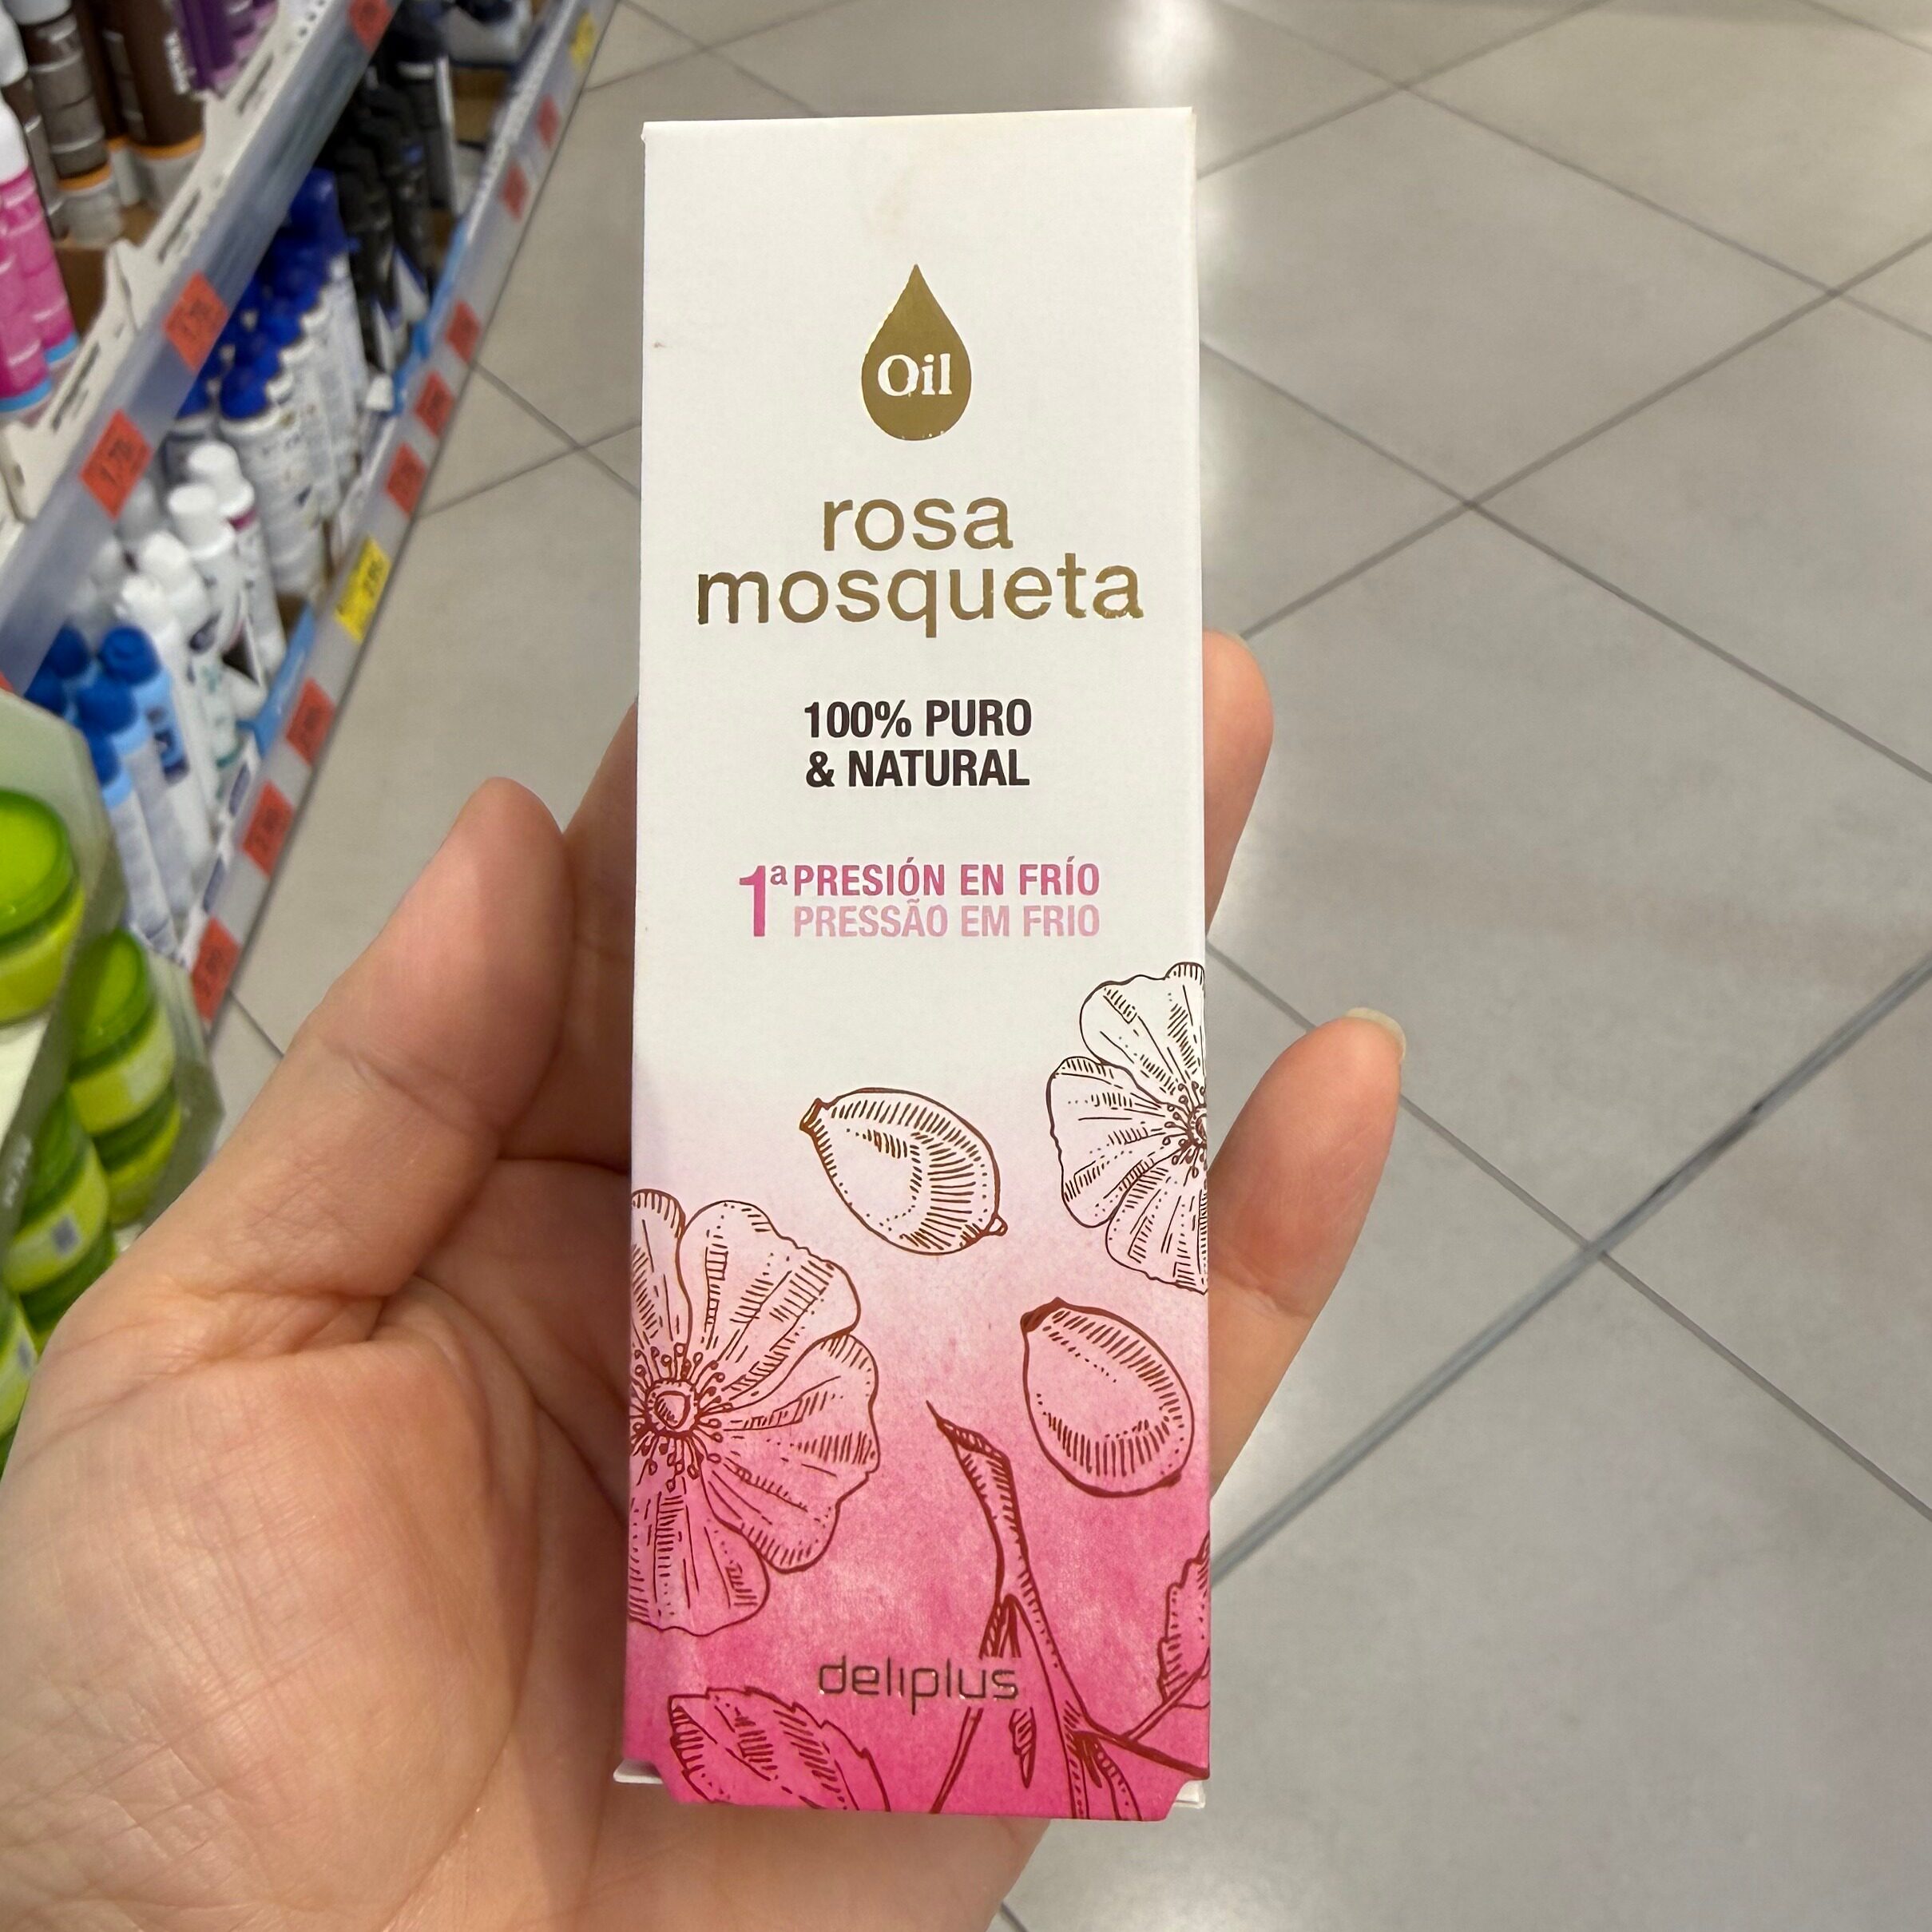 Oil
rosa
mosqueta
100% PURO
& NATURAL
1ª PRESIÓN EN FRÍO
PRESSÃO EM FRIO
deliplus